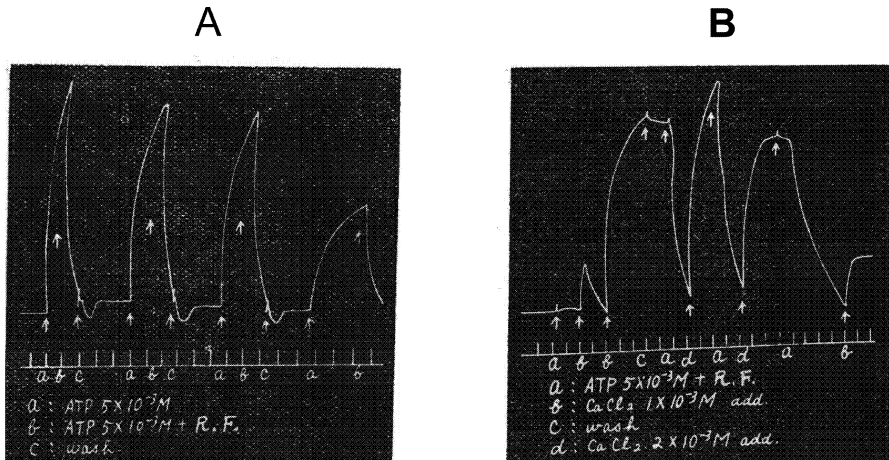 A
B
a b c a b c a b c a b
a : ATP 5×10⁻³M
b : ATP 5×10⁻³M + R.F.
c : wash
a b b c a d a d a b
a : ATP 5×10⁻³M + R.F.
b : CaCl₂ 1×10⁻³M add.
c : wash
d : CaCl₂ 2×10⁻³M add.